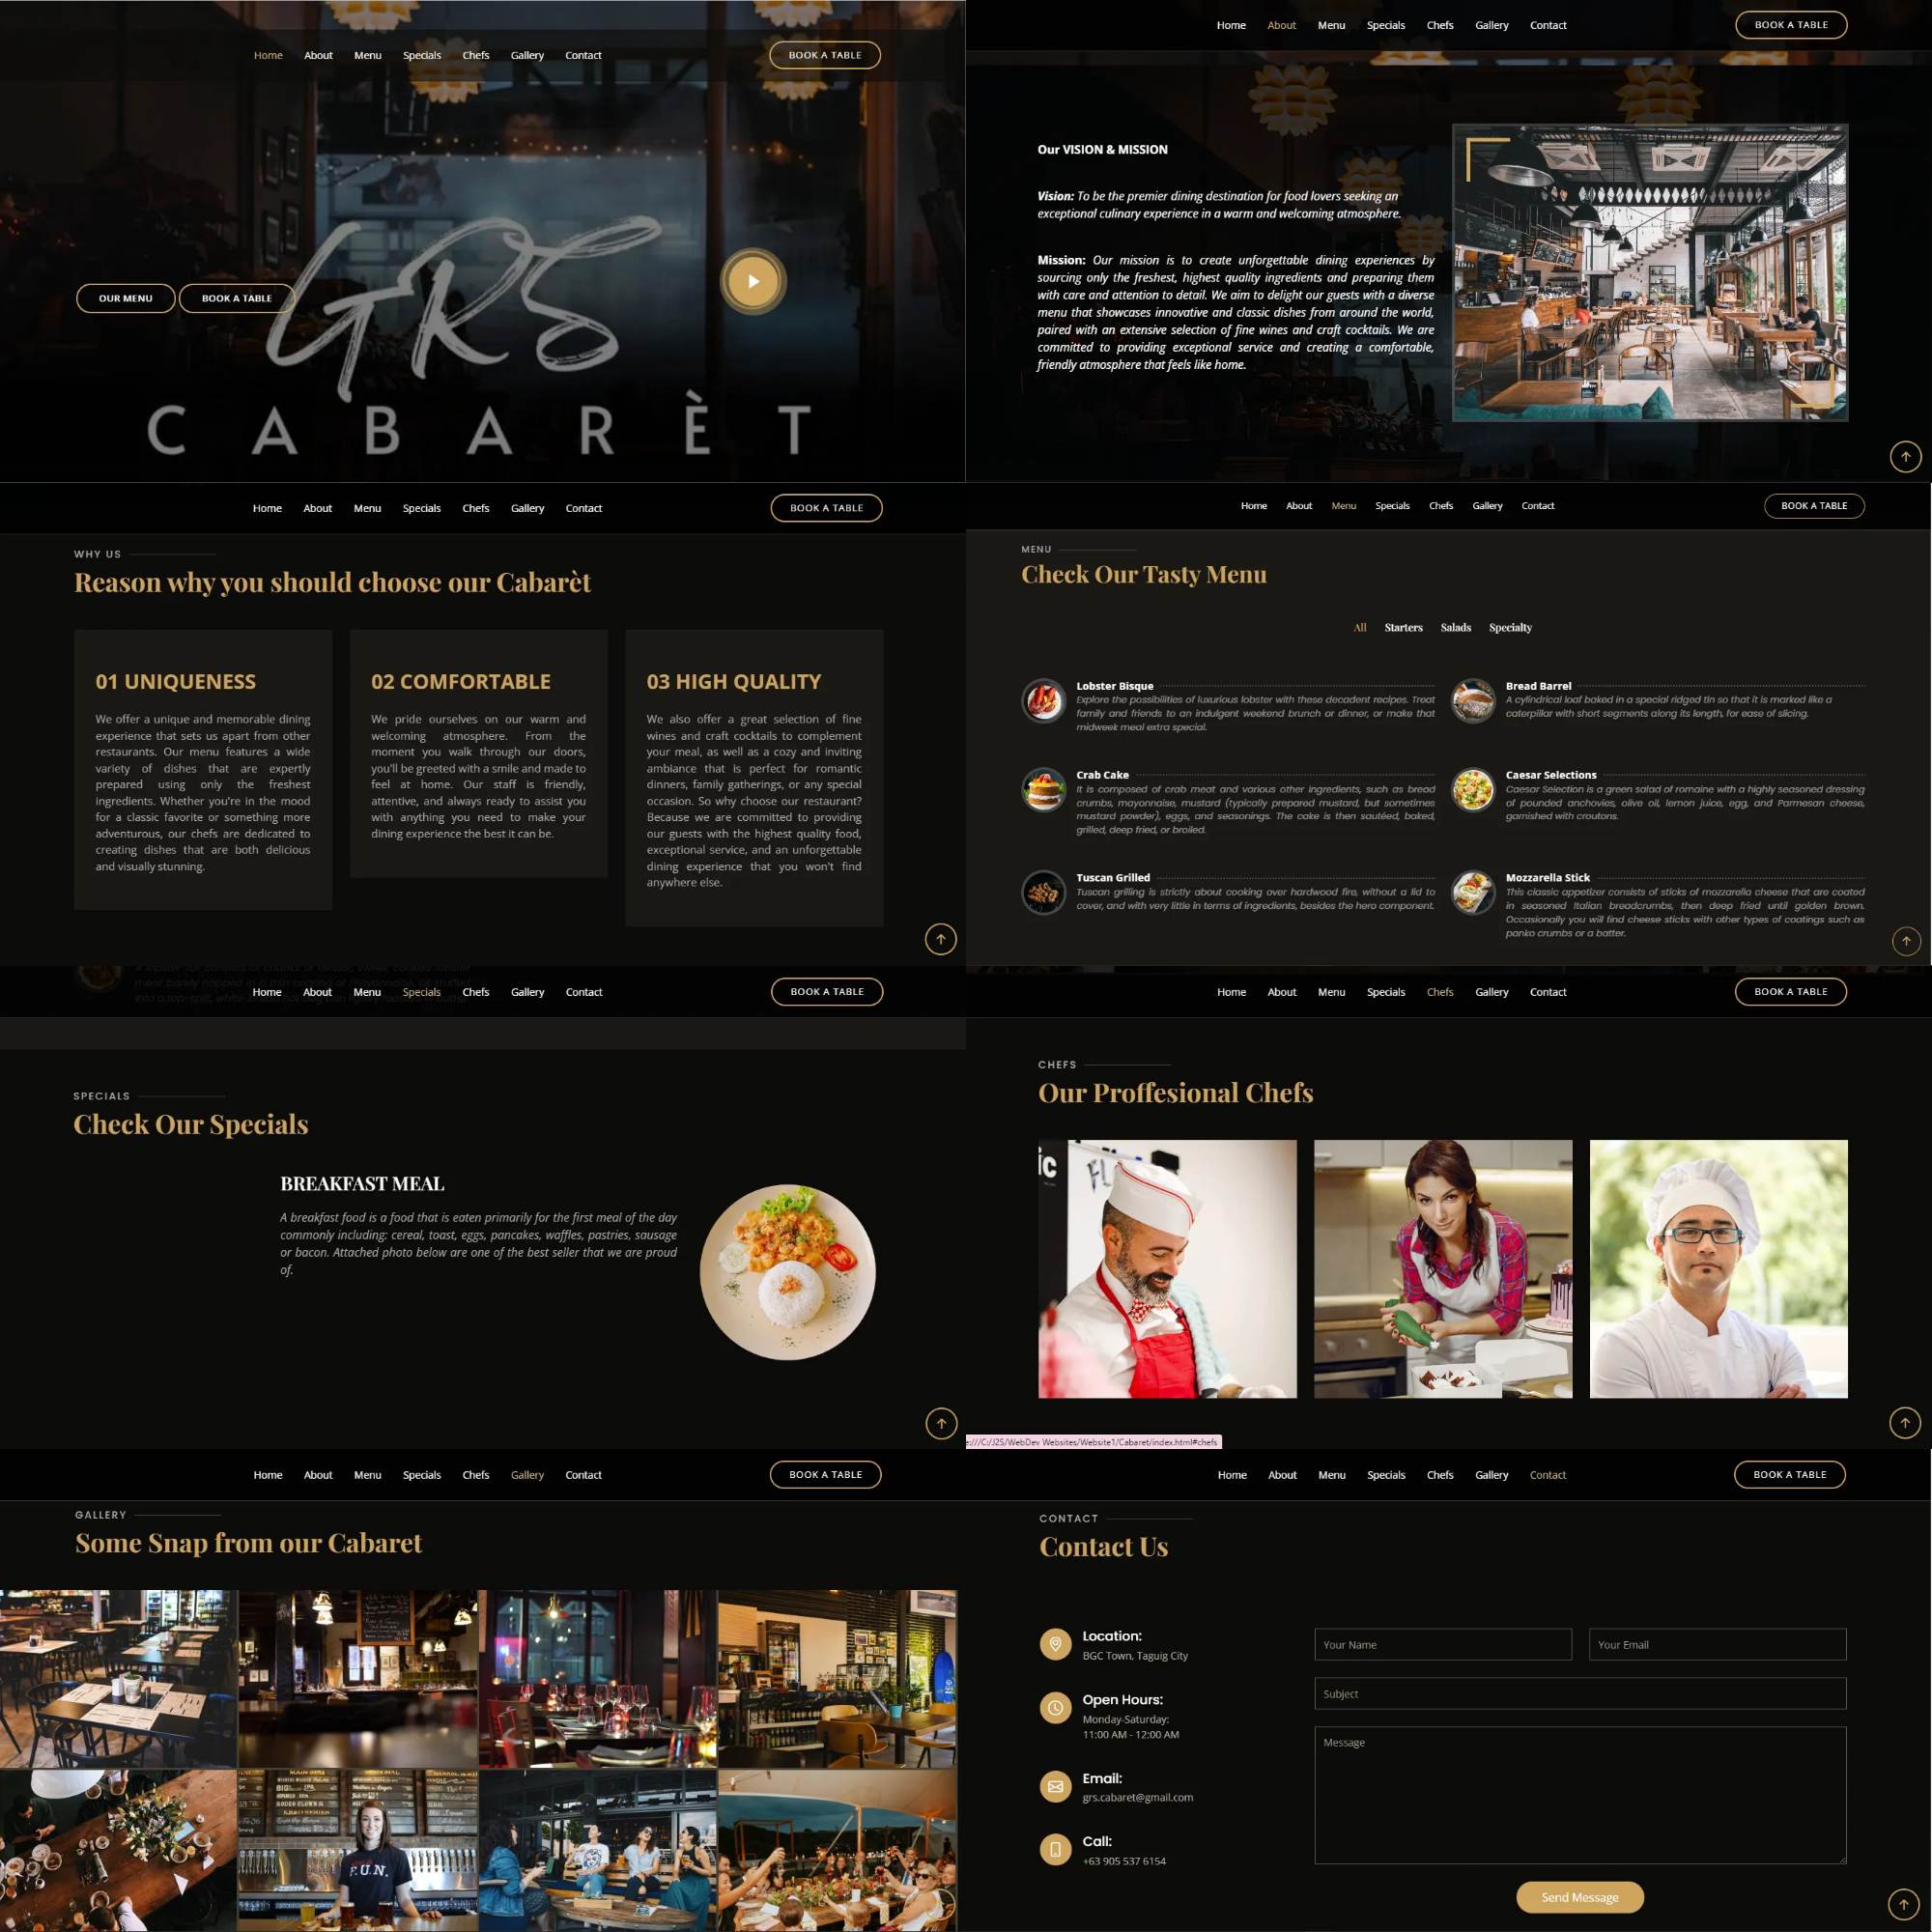 Home About Menu Specials Chefs Gallery Contact BOOK A TABLE
GRS
OUR MENU BOOK A TABLE
CABARÈT
Home About Menu Specials Chefs Gallery Contact BOOK A TABLE
Our VISION & MISSION
Vision: To be the premier dining destination for food lovers seeking an
exceptional culinary experience in a warm and welcoming atmosphere.
Mission: Our mission is to create unforgettable dining experiences by
sourcing only the freshest, highest quality ingredients and preparing them
with care and attention to detail. We aim to delight our guests with a diverse
menu that showcases innovative and classic dishes from around the world,
paired with an extensive selection of fine wines and craft cocktails. We are
committed to providing exceptional service and creating a comfortable,
friendly atmosphere that feels like home.
Home About Menu Specials Chefs Gallery Contact BOOK A TABLE
WHY US
Reason why you should choose our Cabarèt
01 UNIQUENESS
We offer a unique and memorable dining
experience that sets us apart from other
restaurants. Our menu features a wide
variety of dishes that are expertly
prepared using only the freshest
ingredients. Whether you're in the mood
for a classic favorite or something more
adventurous, our chefs are dedicated to
creating dishes that are both delicious
and visually stunning.
02 COMFORTABLE
We pride ourselves on our warm and
welcoming atmosphere. From the
moment you walk through our doors,
you'll be greeted with a smile and made to
feel at home. Our staff is friendly,
attentive, and always ready to assist you
with anything you need to make your
dining experience the best it can be.
03 HIGH QUALITY
We also offer a great selection of fine
wines and craft cocktails to complement
your meal, as well as a cozy and inviting
ambiance that is perfect for romantic
dinners, family gatherings, or any special
occasion. So why choose our restaurant?
Because we are committed to providing
our guests with the highest quality food,
exceptional service, and an unforgettable
dining experience that you won't find
anywhere else.
Home About Menu Specials Chefs Gallery Contact BOOK A TABLE
MENU
Check Our Tasty Menu
All Starters Salads Specialty
Lobster Bisque
Explore the possibilities of luxurious lobster with these decadent recipes. Treat
family and friends to an indulgent weekend brunch or dinner, or make that
midweek meal extra special.
Bread Barrel
A cylindrical loaf baked in a special ridged tin so that it is marked like a
caterpillar with short segments along its length, for ease of slicing.
Crab Cake
It is composed of crab meat and various other ingredients, such as bread
crumbs, mayonnaise, mustard (typically prepared mustard, but sometimes
mustard powder), eggs, and seasonings. The cake is then sautéed, baked,
grilled, deep fried, or broiled.
Caesar Selections
Caesar Selection is a green salad of romaine with a highly seasoned dressing
of pounded anchovies, olive oil, lemon juice, egg, and Parmesan cheese,
garnished with croutons.
Tuscan Grilled
Tuscan grilling is strictly about cooking over hardwood fire, without a lid to
cover, and with very little in terms of ingredients, besides the hero component.
Mozzarella Stick
This classic appetizer consists of sticks of mozzarella cheese that are coated
in seasoned Italian breadcrumbs, then deep fried until golden brown.
Occasionally you will find cheese sticks with other types of coatings such as
panko crumbs or a batter.
Home About Menu Specials Chefs Gallery Contact BOOK A TABLE
SPECIALS
Check Our Specials
BREAKFAST MEAL
A breakfast food is a food that is eaten primarily for the first meal of the day
commonly including: cereal, toast, eggs, pancakes, waffles, pastries, sausage
or bacon. Attached photo below are one of the best seller that we are proud
of.
Home About Menu Specials Chefs Gallery Contact BOOK A TABLE
CHEFS
Our Proffesional Chefs
e:///C:/J2S/WebDev Websites/Website1/Cabaret/index.html#chefs
Home About Menu Specials Chefs Gallery Contact BOOK A TABLE
GALLERY
Some Snap from our Cabaret
F.U.N.
Home About Menu Specials Chefs Gallery Contact BOOK A TABLE
CONTACT
Contact Us
Location:
BGC Town, Taguig City
Open Hours:
Monday-Saturday:
11:00 AM - 12:00 AM
Email:
grs.cabaret@gmail.com
Call:
+63 905 537 6154
Your Name Your Email
Subject
Message
Send Message